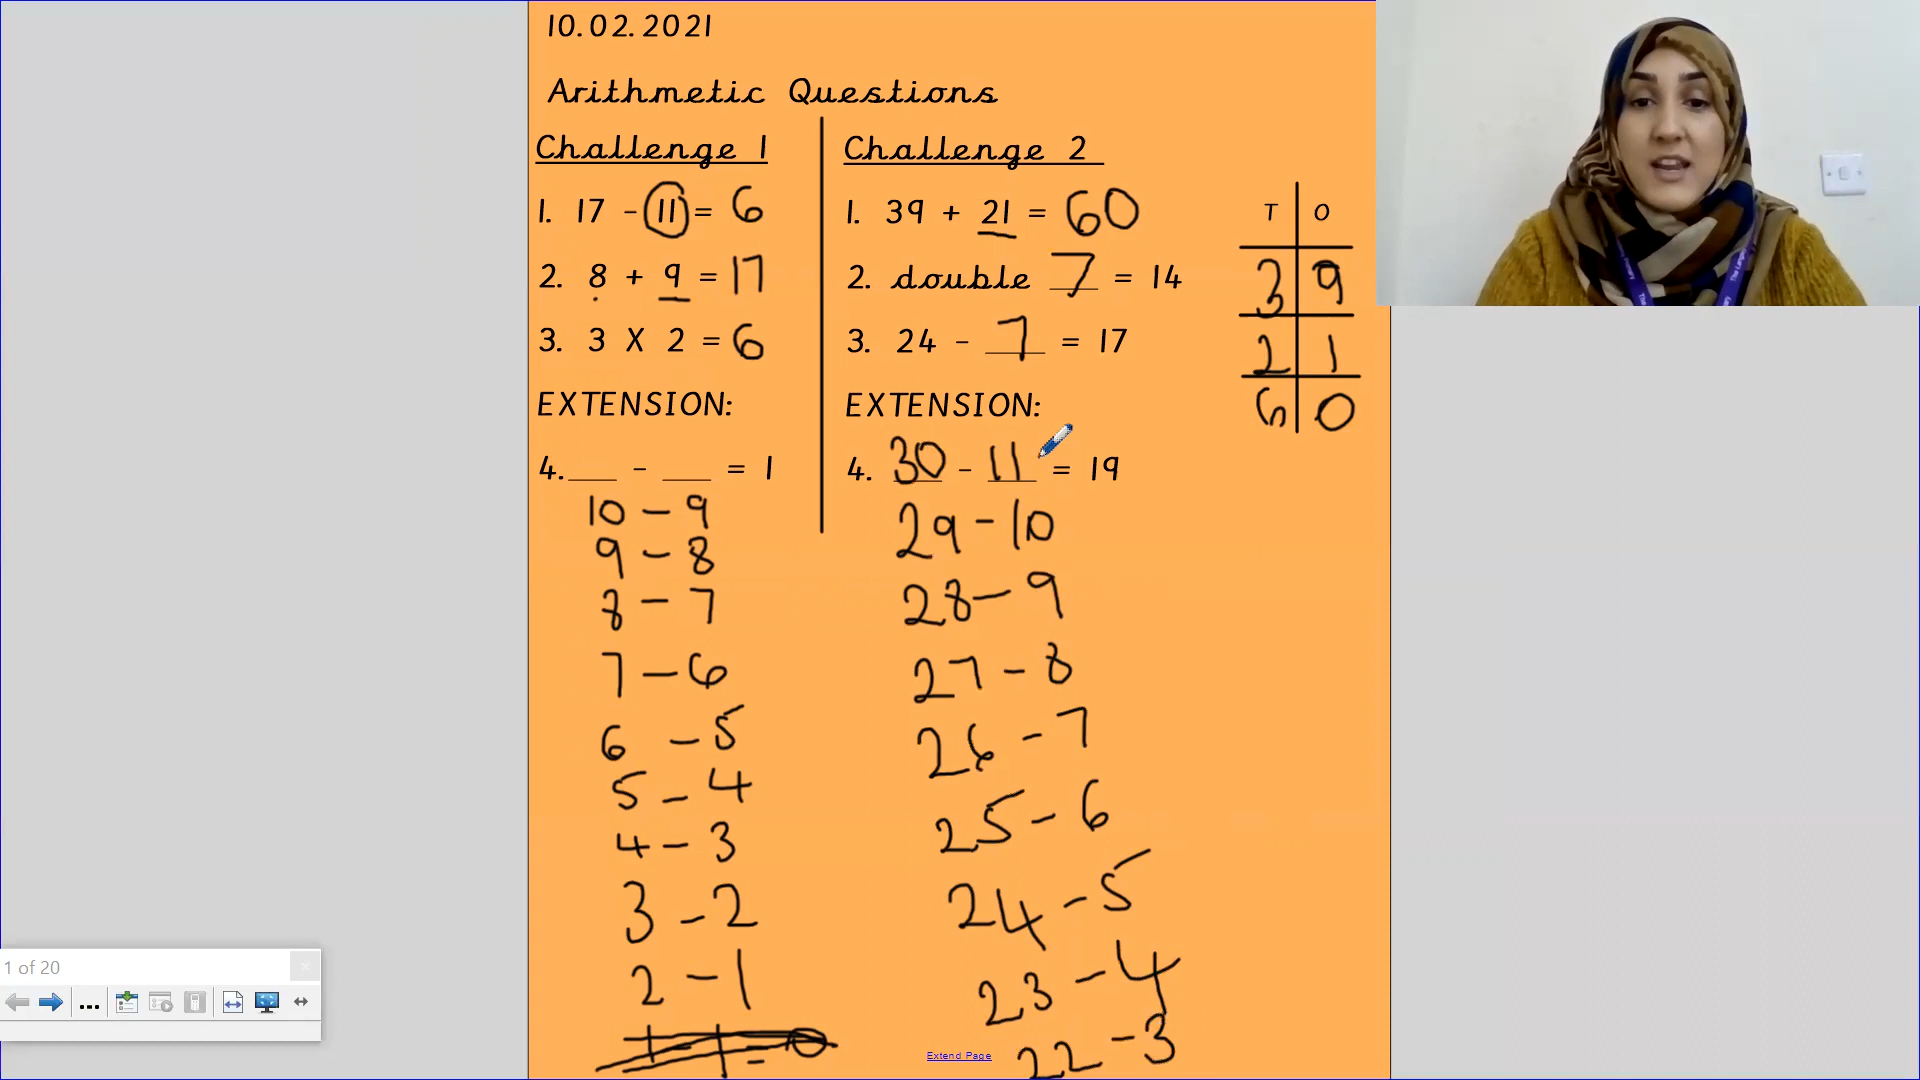 10.02.2021
Arithmetic Questions
Challenge 1
1. 17 - 11 = 6
2. 8 + 9 = 17
3. 3 X 2 = 6
EXTENSION:
4. ___ - ___ = 1
10 - 9
9 - 8
8 - 7
7 - 6
6 - 5
5 - 4
4 - 3
3 - 2
2 - 1
Challenge 2
1. 39 + 21 = 60
2. double 7 = 14
3. 24 - 7 = 17
EXTENSION:
4. 30 - 11 = 19
29 - 10
28 - 9
27 - 8
26 - 7
25 - 6
24 - 5
23 - 4
22 - 3
T O
3 9
2 1
6 0
Extend Page
1 of 20